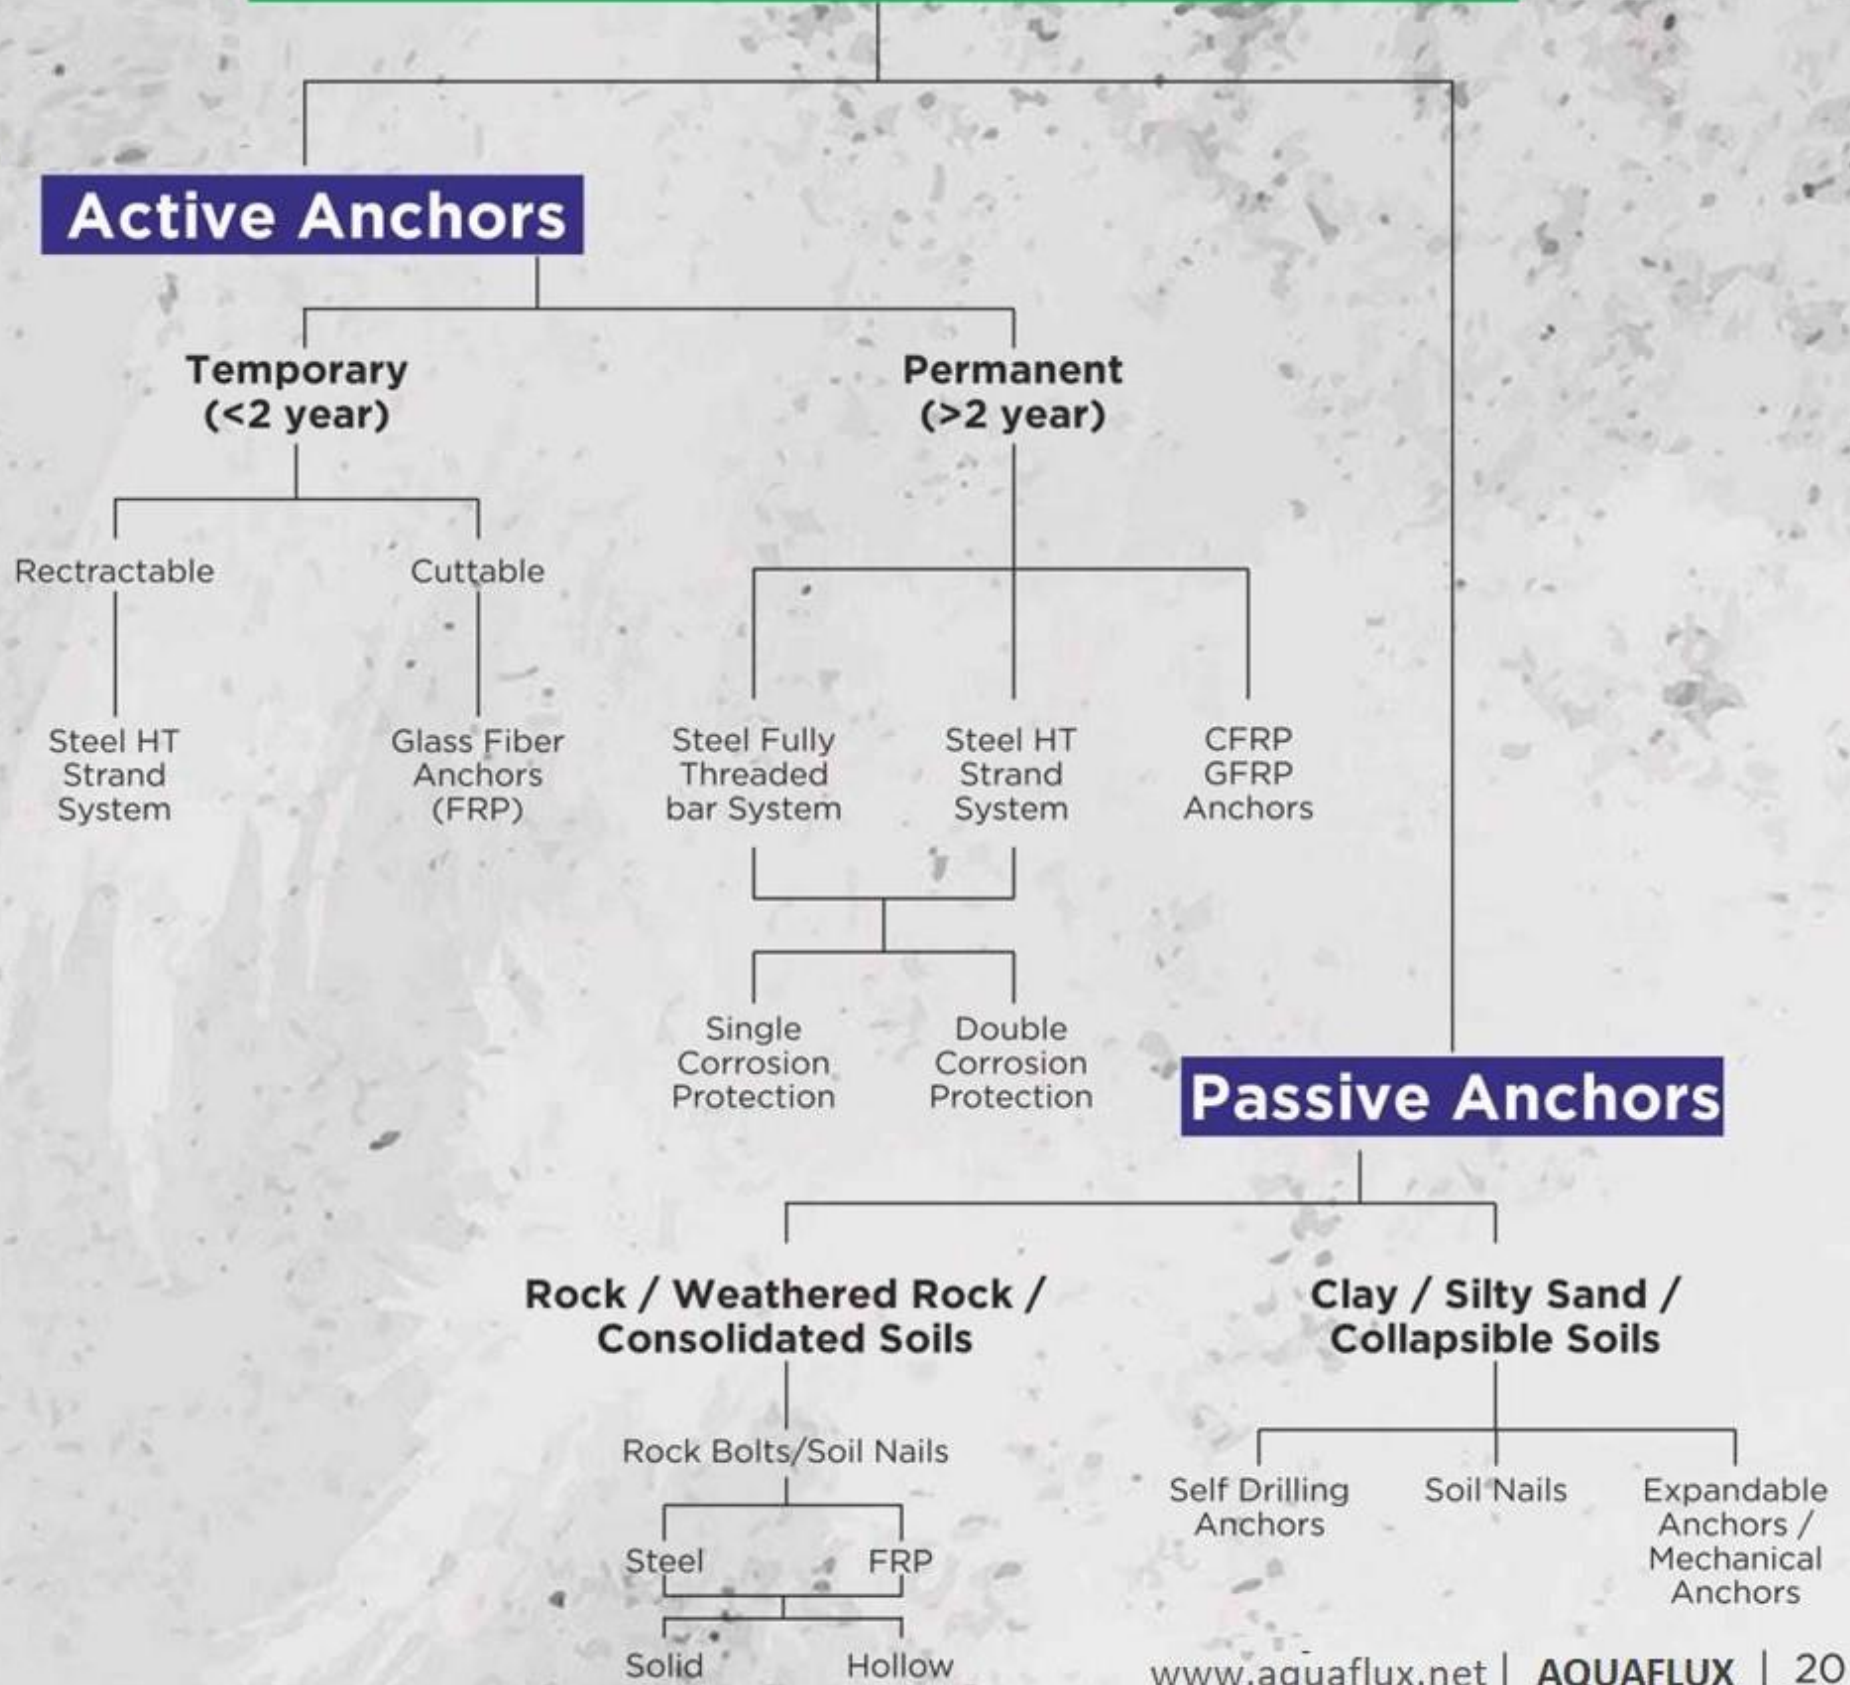 Active Anchors
Temporary
(<2 year)
Permanent
(>2 year)
Rectractable
Cuttable
Steel HT
Strand
System
Glass Fiber
Anchors
(FRP)
Steel Fully
Threaded
bar System
Steel HT
Strand
System
CFRP
GFRP
Anchors
Single
Corrosion
Protection
Double
Corrosion
Protection
Passive Anchors
Rock / Weathered Rock /
Consolidated Soils
Clay / Silty Sand /
Collapsible Soils
Rock Bolts/Soil Nails
Steel
FRP
Solid
Hollow
Self Drilling
Anchors
Soil Nails
Expandable
Anchors /
Mechanical
Anchors
www.aquaflux.net | AQUAFLUX | 20